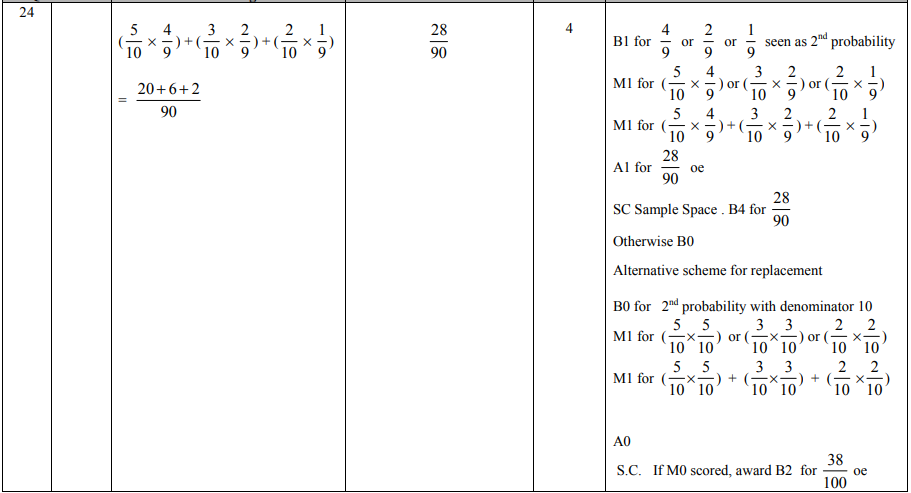 24
(5/10 × 4/9) + (3/10 × 2/9) + (2/10 × 1/9)
= 20+6+2/90
28/90
4
B1 for 4/9 or 2/9 or 1/9 seen as 2nd probability
M1 for (5/10 × 4/9) or (3/10 × 2/9) or (2/10 × 1/9)
M1 for (5/10 × 4/9) + (3/10 × 2/9) + (2/10 × 1/9)
A1 for 28/90 oe
SC Sample Space . B4 for 28/90
Otherwise B0
Alternative scheme for replacement
B0 for 2nd probability with denominator 10
M1 for (5/10 × 5/10) or (3/10 × 3/10) or (2/10 × 2/10)
M1 for (5/10 × 5/10) + (3/10 × 3/10) + (2/10 × 2/10)
A0
S.C. If M0 scored, award B2 for 38/100 oe